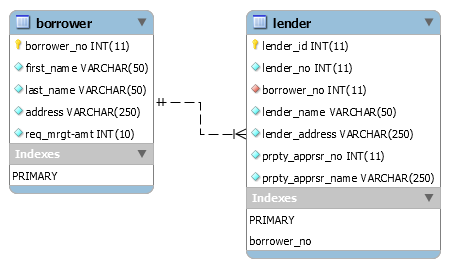 borrower
borrower_no INT(11)
first_name VARCHAR(50)
last_name VARCHAR(50)
address VARCHAR(250)
req_mrgt-amt INT(10)
Indexes
PRIMARY
lender
lender_id INT(11)
lender_no INT(11)
borrower_no INT(11)
lender_name VARCHAR(50)
lender_address VARCHAR(250)
prpty_apprsr_no INT(11)
prpty_apprsr_name VARCHAR(250)
Indexes
PRIMARY
borrower_no